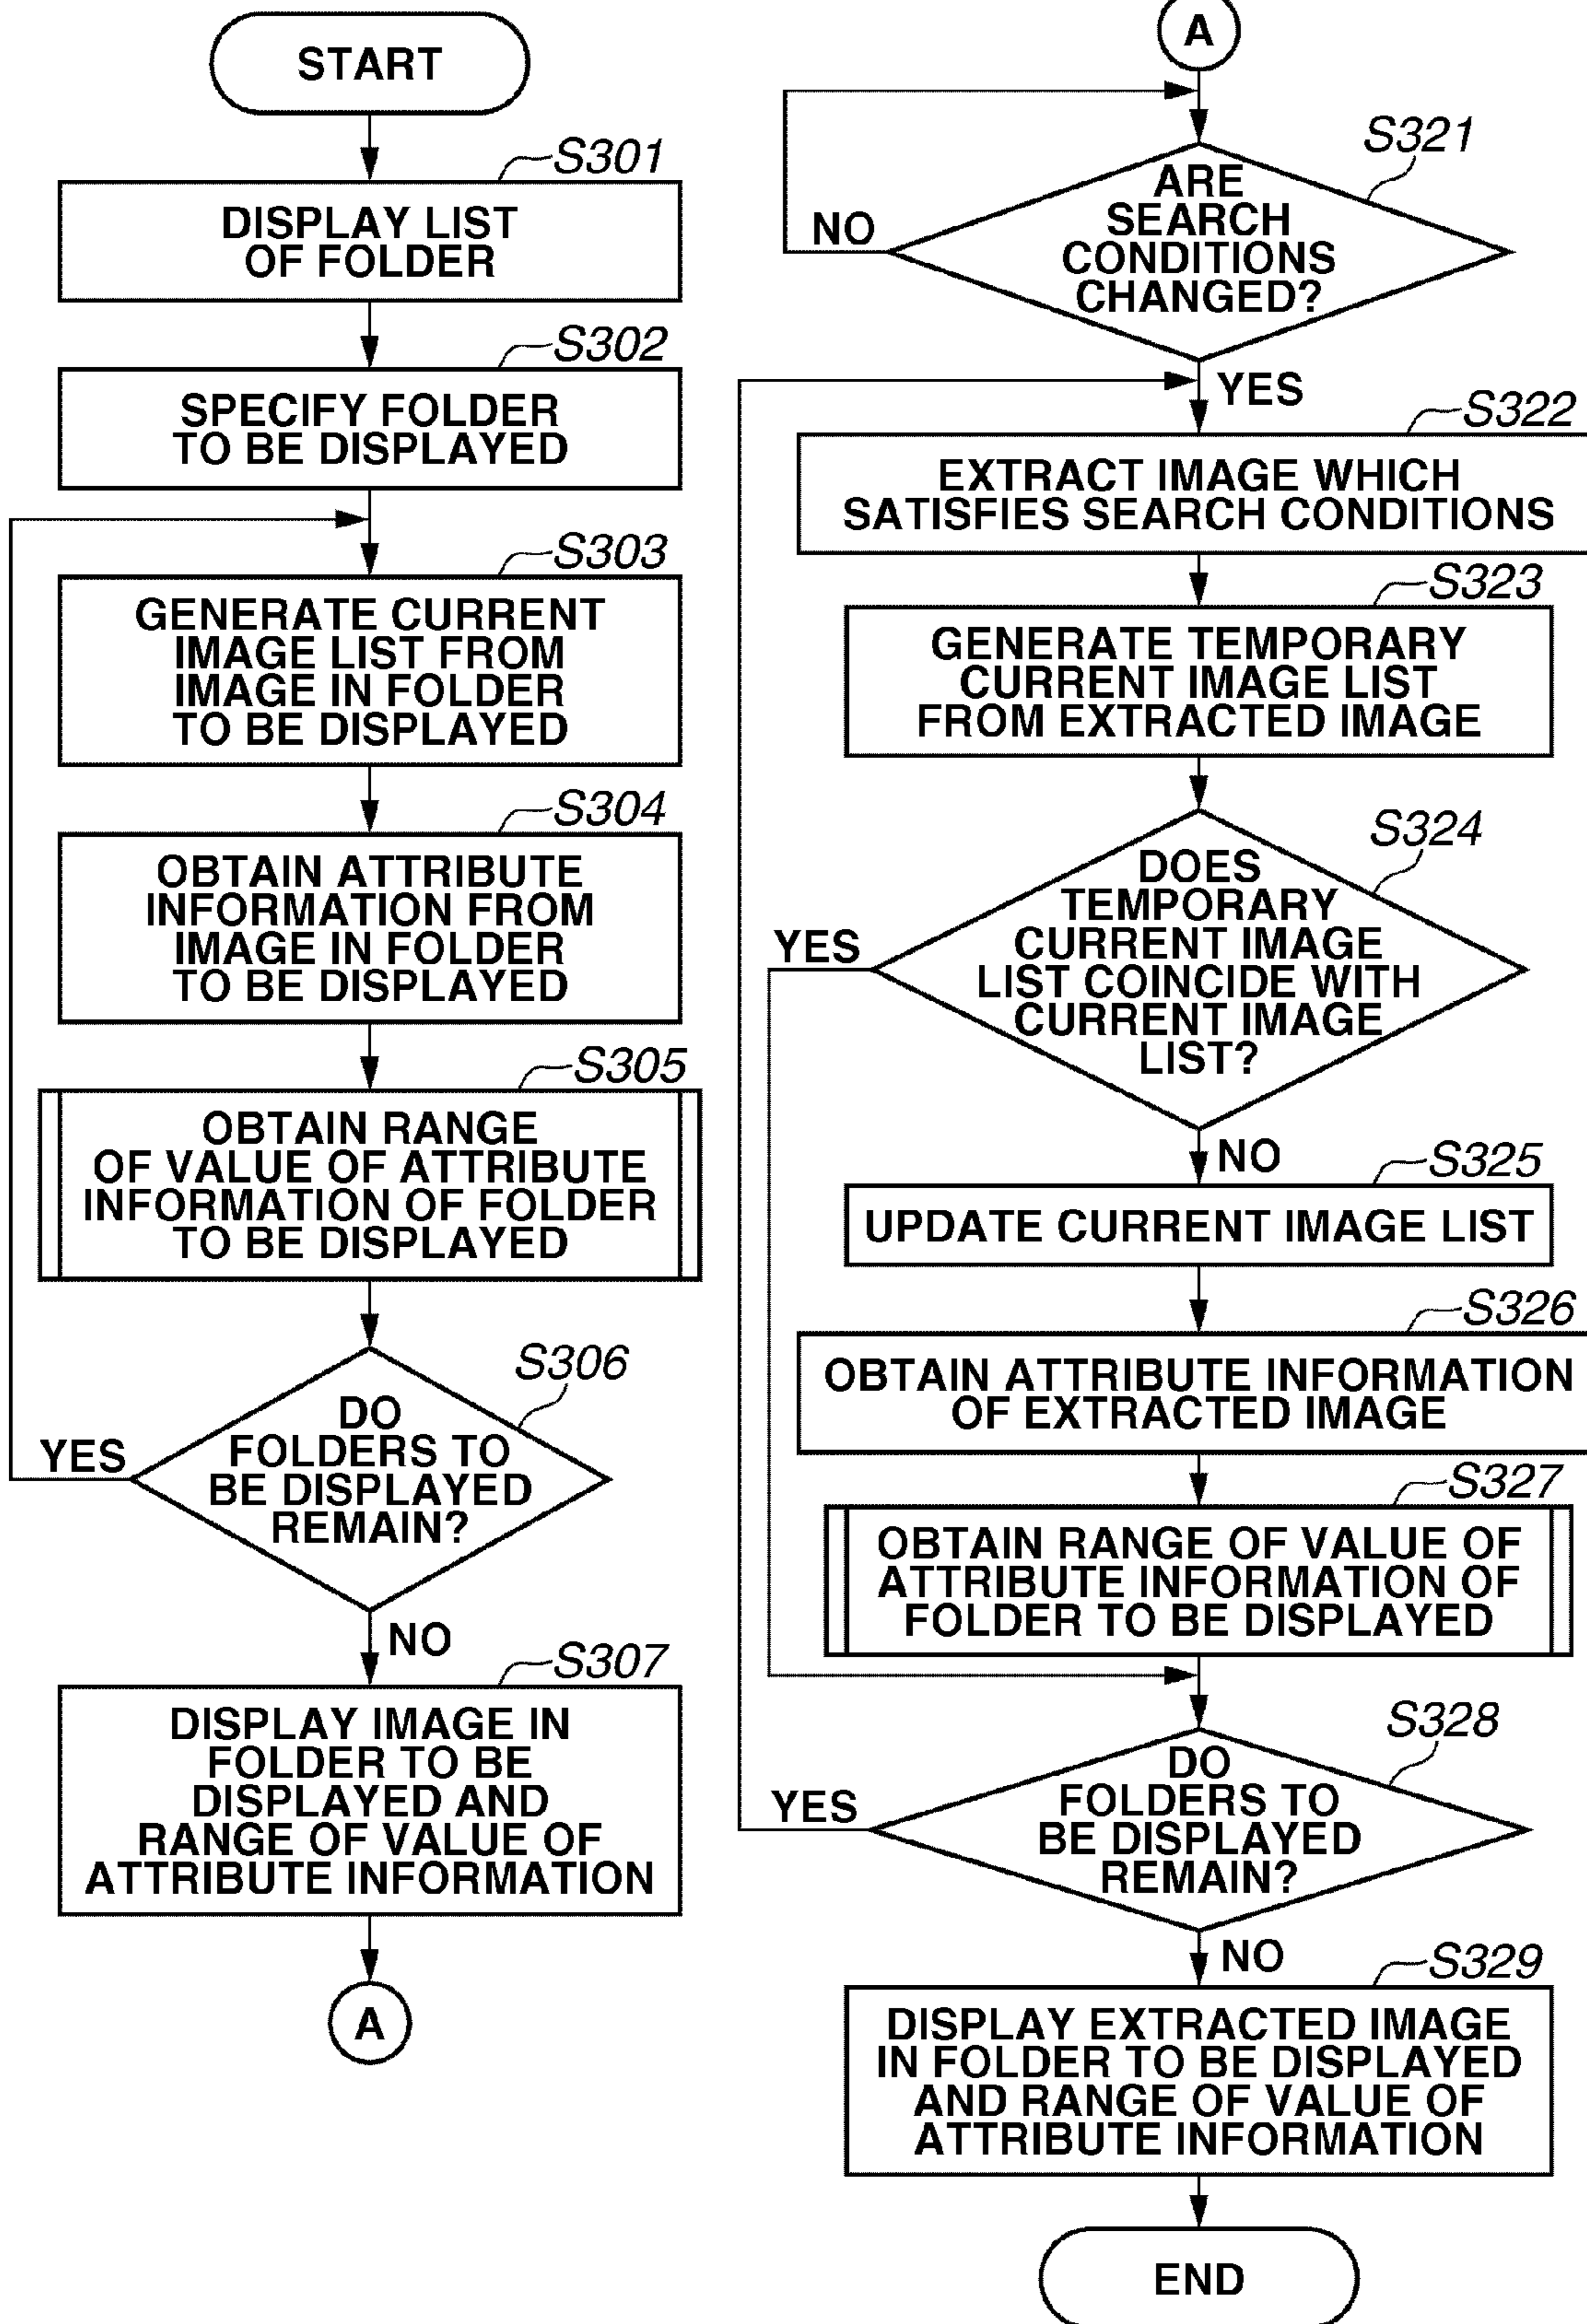 START
S301
DISPLAY LIST
OF FOLDER
S302
SPECIFY FOLDER
TO BE DISPLAYED
S303
GENERATE CURRENT
IMAGE LIST FROM
IMAGE IN FOLDER
TO BE DISPLAYED
S304
OBTAIN ATTRIBUTE
INFORMATION FROM
IMAGE IN FOLDER
TO BE DISPLAYED
S305
OBTAIN RANGE
OF VALUE OF ATTRIBUTE
INFORMATION OF FOLDER
TO BE DISPLAYED
S306
DO
FOLDERS TO
BE DISPLAYED
REMAIN?
YES
NO
S307
DISPLAY IMAGE IN
FOLDER TO BE
DISPLAYED AND
RANGE OF VALUE OF
ATTRIBUTE INFORMATION
A
A
S321
ARE
SEARCH
CONDITIONS
CHANGED?
NO
YES
S322
EXTRACT IMAGE WHICH
SATISFIES SEARCH CONDITIONS
S323
GENERATE TEMPORARY
CURRENT IMAGE LIST
FROM EXTRACTED IMAGE
S324
DOES
TEMPORARY
CURRENT IMAGE
LIST COINCIDE WITH
CURRENT IMAGE
LIST?
YES
NO
S325
UPDATE CURRENT IMAGE LIST
S326
OBTAIN ATTRIBUTE INFORMATION
OF EXTRACTED IMAGE
S327
OBTAIN RANGE OF VALUE OF
ATTRIBUTE INFORMATION OF
FOLDER TO BE DISPLAYED
S328
DO
FOLDERS TO
BE DISPLAYED
REMAIN?
YES
NO
S329
DISPLAY EXTRACTED IMAGE
IN FOLDER TO BE DISPLAYED
AND RANGE OF VALUE OF
ATTRIBUTE INFORMATION
END